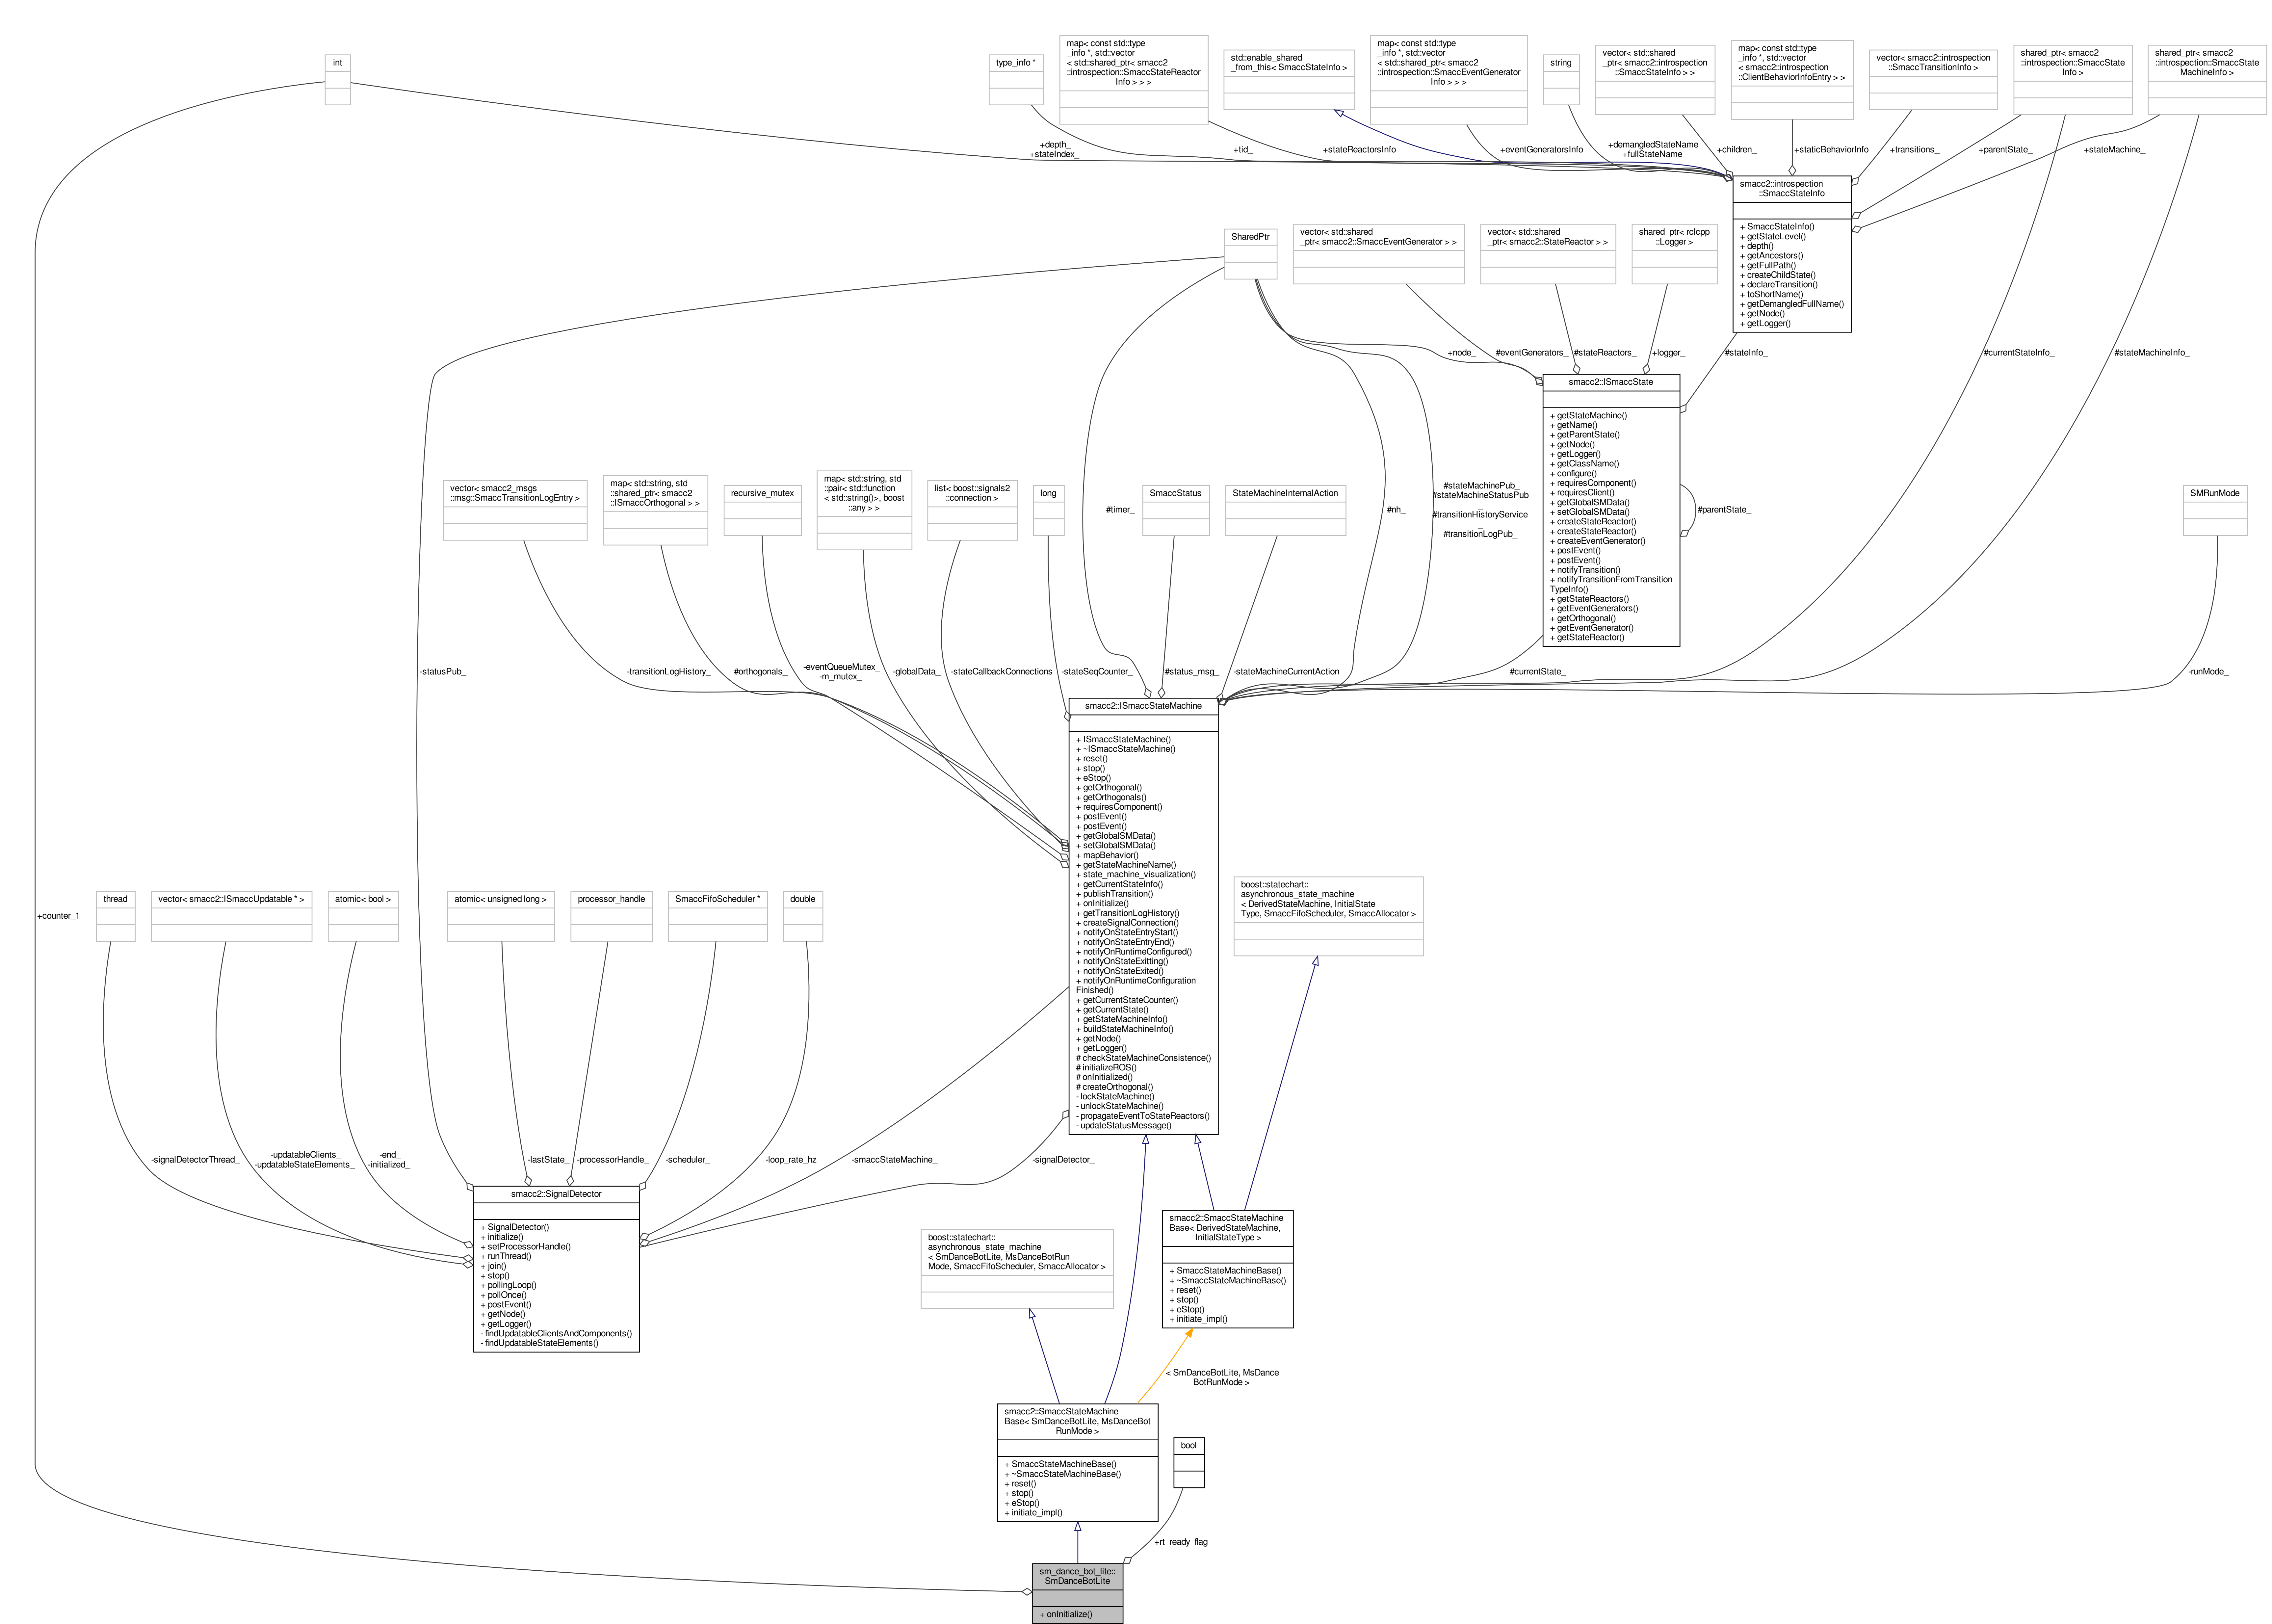 int
type_info *
map< const std::type
_info *, std::vector
< std::shared_ptr< smacc2
::introspection::SmaccStateReactor
Info > > >
std::enable_shared
_from_this< SmaccStateInfo >
map< const std::type
_info *, std::vector
< std::shared_ptr< smacc2
::introspection::SmaccEventGenerator
Info > > >
string
vector< std::shared
_ptr< smacc2::introspection
::SmaccStateInfo > >
map< const std::type
_info *, std::vector
< smacc2::introspection
::ClientBehaviorInfoEntry > >
vector< smacc2::introspection
::SmaccTransitionInfo >
shared_ptr< smacc2
::introspection::SmaccState
Info >
shared_ptr< smacc2
::introspection::SmaccState
MachineInfo >
+depth_
+stateIndex_
+tid_
+stateReactorsInfo
+eventGeneratorsInfo
+demangledStateName
+fullStateName
+children_
+staticBehaviorInfo
+transitions_
+parentState_
+stateMachine_
smacc2::introspection
::SmaccStateInfo
+ SmaccStateInfo()
+ getStateLevel()
+ depth()
+ getAncestors()
+ getFullPath()
+ createChildState()
+ declareTransition()
+ toShortName()
+ getDemangledFullName()
+ getNode()
+ getLogger()
SharedPtr
vector< std::shared
_ptr< smacc2::SmaccEventGenerator > >
vector< std::shared
_ptr< smacc2::StateReactor > >
shared_ptr< rclcpp
::Logger >
+node_
#eventGenerators_
#stateReactors_
+logger_
#stateInfo_
#currentStateInfo_
#stateMachineInfo_
smacc2::ISmaccState
+ getStateMachine()
+ getName()
+ getParentState()
+ getNode()
+ getLogger()
+ getClassName()
+ configure()
+ requiresComponent()
+ requiresClient()
+ getGlobalSMData()
+ setGlobalSMData()
+ createStateReactor()
+ createStateReactor()
+ createEventGenerator()
+ postEvent()
+ postEvent()
+ notifyTransition()
+ notifyTransitionFromTransition
TypeInfo()
+ getStateReactors()
+ getEventGenerators()
+ getOrthogonal()
+ getEventGenerator()
+ getStateReactor()
#parentState_
vector< smacc2_msgs
::msg::SmaccTransitionLogEntry >
map< std::string, std
::shared_ptr< smacc2
::ISmaccOrthogonal > >
recursive_mutex
map< std::string, std
::pair< std::function
< std::string()>, boost
::any > >
list< boost::signals2
::connection >
long
SmaccStatus
StateMachineInternalAction
SMRunMode
#timer_
#nh_
#stateMachinePub_
#stateMachineStatusPub
_
#transitionHistoryService
_
#transitionLogPub_
-statusPub_
-transitionLogHistory_
#orthogonals_
-eventQueueMutex_
-m_mutex_
-globalData_
-stateCallbackConnections
-stateSeqCounter_
#status_msg_
-stateMachineCurrentAction
#currentState_
-runMode_
smacc2::ISmaccStateMachine
+ ISmaccStateMachine()
+ ~ISmaccStateMachine()
+ reset()
+ stop()
+ eStop()
+ getOrthogonal()
+ getOrthogonals()
+ requiresComponent()
+ postEvent()
+ postEvent()
+ getGlobalSMData()
+ setGlobalSMData()
+ mapBehavior()
+ getStateMachineName()
+ state_machine_visualization()
+ getCurrentStateInfo()
+ publishTransition()
+ onInitialize()
+ getTransitionLogHistory()
+ createSignalConnection()
+ notifyOnStateEntryStart()
+ notifyOnStateEntryEnd()
+ notifyOnRuntimeConfigured()
+ notifyOnStateExitting()
+ notifyOnStateExited()
+ notifyOnRuntimeConfiguration
Finished()
+ getCurrentStateCounter()
+ getCurrentState()
+ getStateMachineInfo()
+ buildStateMachineInfo()
+ getNode()
+ getLogger()
# checkStateMachineConsistence()
# initializeROS()
# onInitialized()
# createOrthogonal()
- lockStateMachine()
- unlockStateMachine()
- propagateEventToStateReactors()
- updateStatusMessage()
+counter_1
thread
vector< smacc2::ISmaccUpdatable * >
atomic< bool >
atomic< unsigned long >
processor_handle
SmaccFifoScheduler *
double
boost::statechart::
asynchronous_state_machine
< DerivedStateMachine, InitialState
Type, SmaccFifoScheduler, SmaccAllocator >
-signalDetectorThread_
-updatableClients_
-updatableStateElements_
-end_
-initialized_
-lastState_
-processorHandle_
-scheduler_
-loop_rate_hz
-smaccStateMachine_
-signalDetector_
smacc2::SignalDetector
+ SignalDetector()
+ initialize()
+ setProcessorHandle()
+ runThread()
+ join()
+ stop()
+ pollingLoop()
+ pollOnce()
+ postEvent()
+ getNode()
+ getLogger()
- findUpdatableClientsAndComponents()
- findUpdatableStateElements()
boost::statechart::
asynchronous_state_machine
< SmDanceBotLite, MsDanceBotRun
Mode, SmaccFifoScheduler, SmaccAllocator >
smacc2::SmaccStateMachine
Base< DerivedStateMachine,
InitialStateType >
+ SmaccStateMachineBase()
+ ~SmaccStateMachineBase()
+ reset()
+ stop()
+ eStop()
+ initiate_impl()
< SmDanceBotLite, MsDance
BotRunMode >
smacc2::SmaccStateMachine
Base< SmDanceBotLite, MsDanceBot
RunMode >
+ SmaccStateMachineBase()
+ ~SmaccStateMachineBase()
+ reset()
+ stop()
+ eStop()
+ initiate_impl()
bool
+rt_ready_flag
sm_dance_bot_lite::
SmDanceBotLite
+ onInitialize()